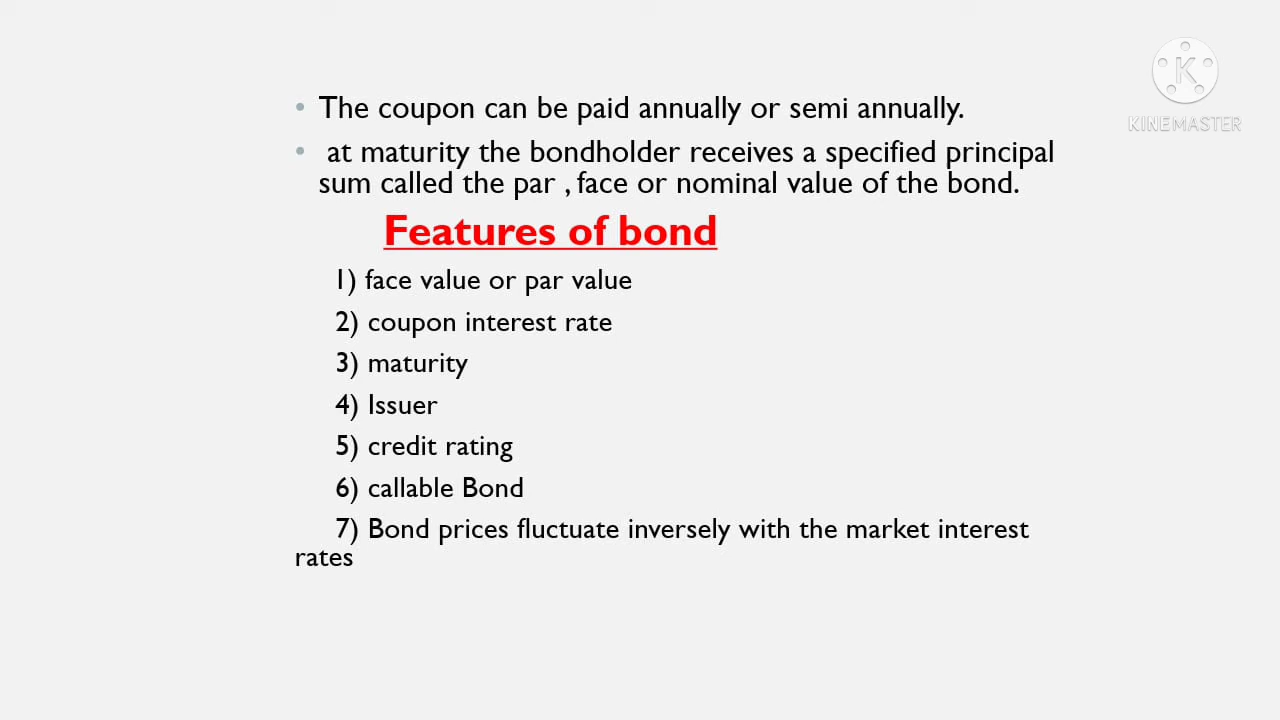 • The coupon can be paid annually or semi annually.
• at maturity the bondholder receives a specified principal
sum called the par , face or nominal value of the bond.
Features of bond
1) face value or par value
2) coupon interest rate
3) maturity
4) Issuer
5) credit rating
6) callable Bond
7) Bond prices fluctuate inversely with the market interest
rates
K
KINEMASTER